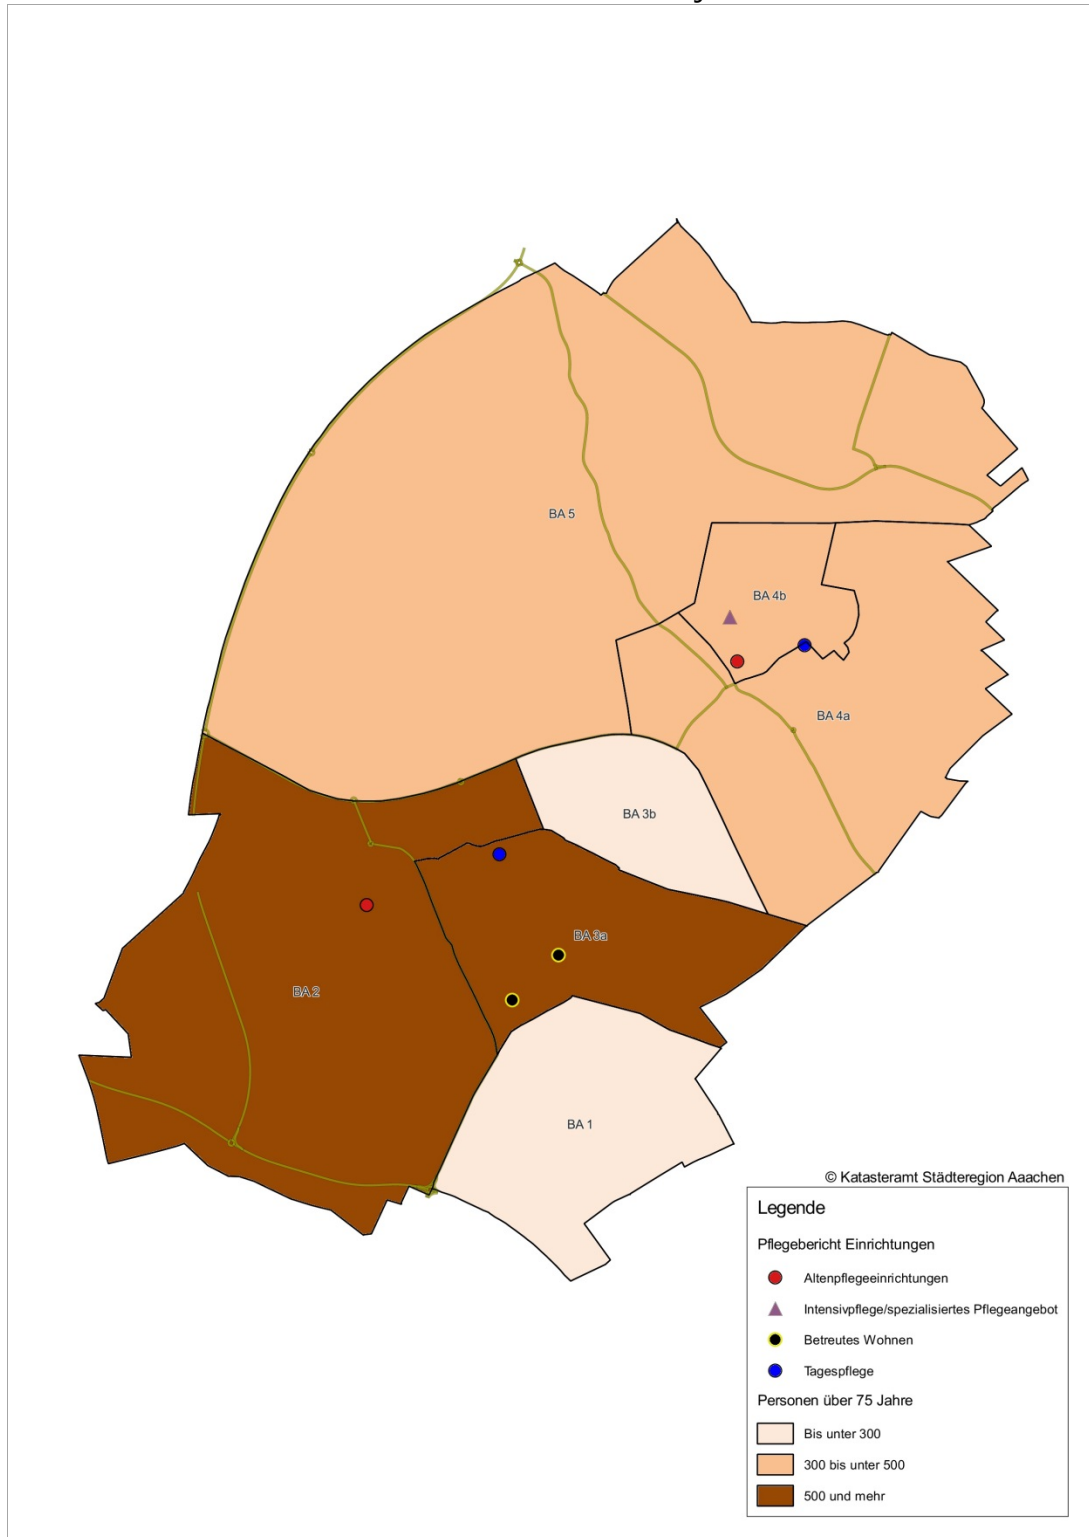 BA 5
BA 4b
BA 4a
BA 3b
BA 3a
BA 2
BA 1
© Katasteramt Städteregion Aaachen
Legende
Pflegebericht Einrichtungen
Altenpflegeeinrichtungen
Intensivpflege/spezialisiertes Pflegeangebot
Betreutes Wohnen
Tagespflege
Personen über 75 Jahre
Bis unter 300
300 bis unter 500
500 und mehr